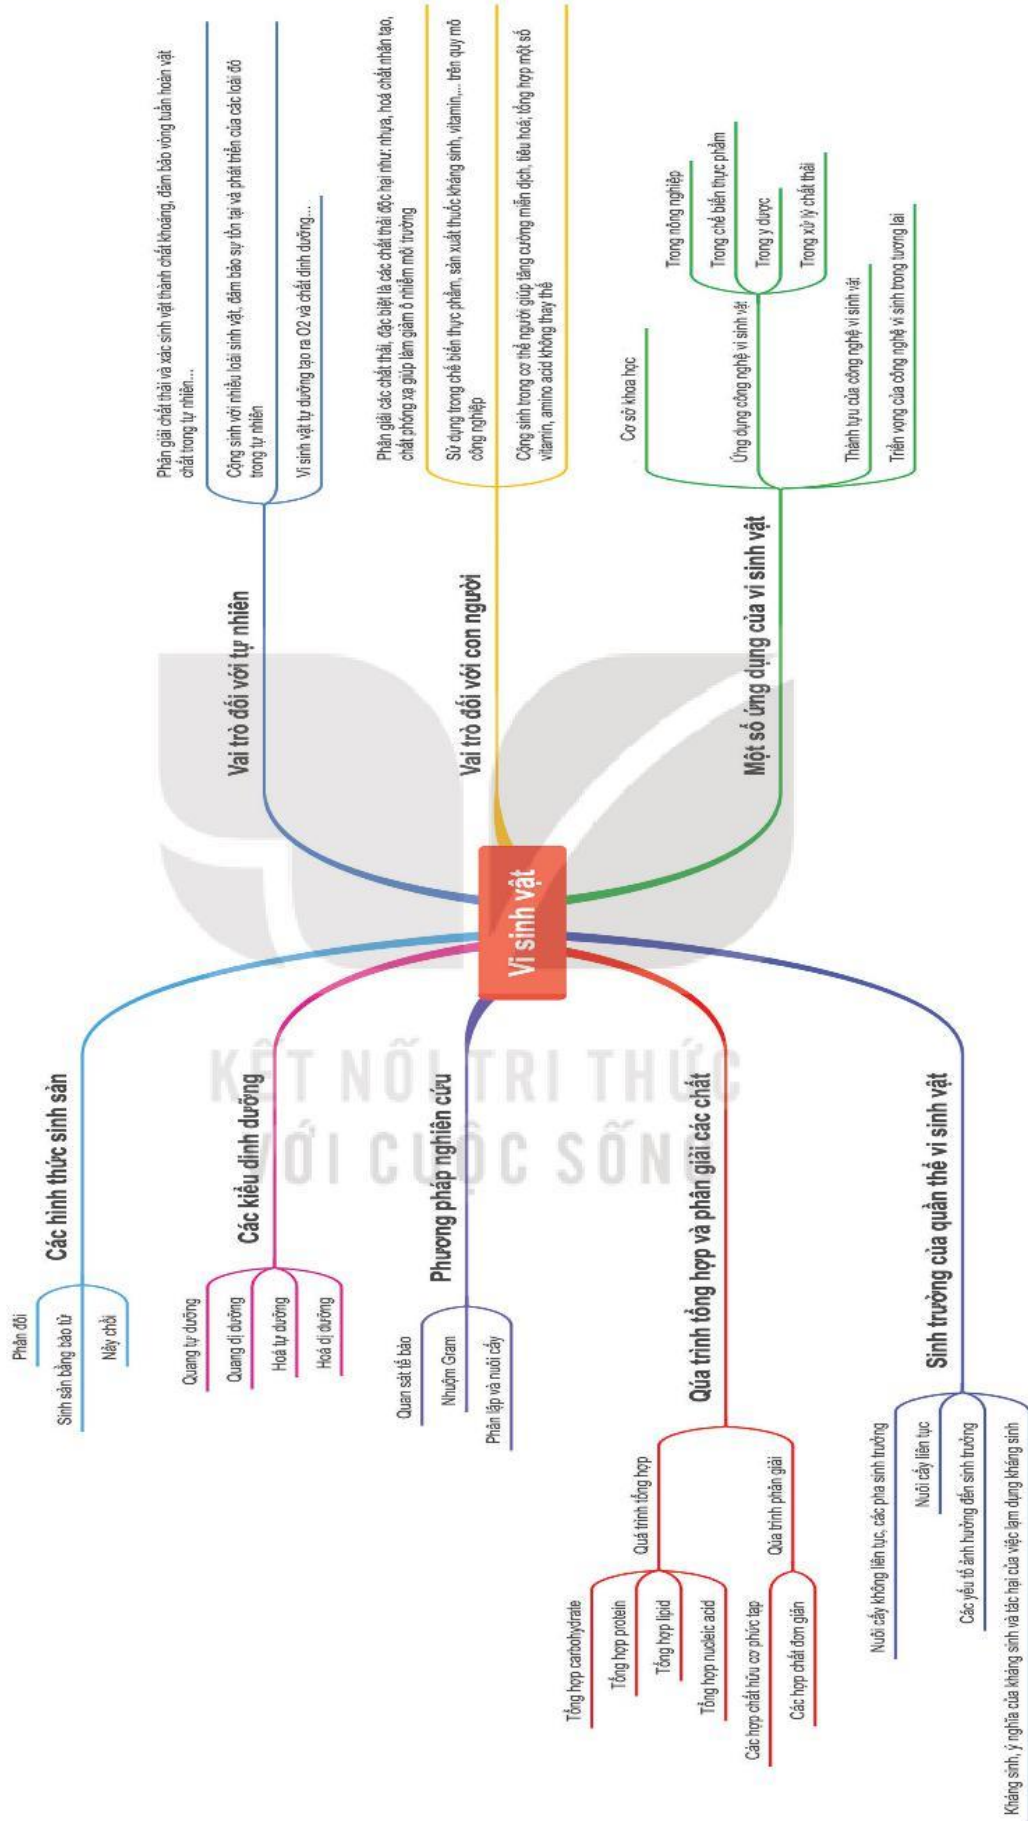 Vi sinh vật
Các hình thức sinh sản
Phân đôi
Sinh sản bằng bào tử
Nảy chồi
Các kiểu dinh dưỡng
Quang tự dưỡng
Quang dị dưỡng
Hoá tự dưỡng
Hoá dị dưỡng
Phương pháp nghiên cứu
Quan sát tế bào
Nhuộm Gram
Phân lập và nuôi cấy
Qúa trình tổng hợp và phân giải các chất
Quá trình tổng hợp
Tổng hợp carbohydrate
Tổng hợp protein
Tổng hợp lipid
Tổng hợp nucleic acid
Qúa trình phân giải
Các hợp chất hữu cơ phức tạp
Các hợp chất đơn giản
Sinh trưởng của quần thể vi sinh vật
Nuôi cấy không liên tục, các pha sinh trưởng
Nuôi cấy liên tục
Các yếu tố ảnh hưởng đến sinh trưởng
Kháng sinh, ý nghĩa của kháng sinh và tác hại của việc lạm dụng kháng sinh
Vai trò đối với tự nhiên
Phân giải chất thải và xác sinh vật thành chất khoáng, đảm bảo vòng tuần hoàn vật
chất trong tự nhiên...
Cộng sinh với nhiều loài sinh vật, đảm bảo sự tồn tại và phát triển của các loài đó
trong tự nhiên
Vi sinh vật tự dưỡng tạo ra O2 và chất dinh dưỡng...
Vai trò đối với con người
Phân giải các chất thải, đặc biệt là các chất thải độc hại như: nhựa, hoá chất nhân tạo,
chất phóng xạ giúp làm giảm ô nhiễm môi trường
Sử dụng trong chế biến thực phẩm, sản xuất thuốc kháng sinh, vitamin,... trên quy mô
công nghiệp
Cộng sinh trong cơ thể người giúp tăng cường miễn dịch, tiêu hoá; tổng hợp một số
vitamin, amino acid không thay thế
Một số ứng dụng của vi sinh vật
Cơ sở khoa học
Ứng dụng công nghệ vi sinh vật
Trong nông nghiệp
Trong chế biến thực phẩm
Trong y dược
Trong xử lý chất thải
Thành tựu của công nghệ vi sinh vật
Triển vọng của công nghệ vi sinh trong tương lai
KẾT NỐI TRI THỨC
VỚI CUỘC SỐNG